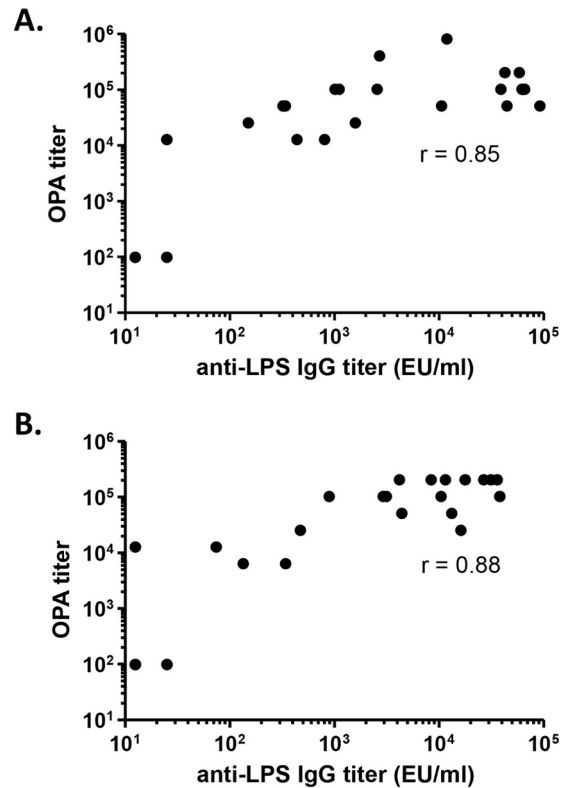 A.
10⁶
10⁵
10⁴
10³
10²
10¹
OPA titer
r = 0.85
10¹ 10² 10³ 10⁴ 10⁵
anti-LPS IgG titer (EU/ml)
B.
10⁶
10⁵
10⁴
10³
10²
10¹
OPA titer
r = 0.88
10¹ 10² 10³ 10⁴ 10⁵
anti-LPS IgG titer (EU/ml)